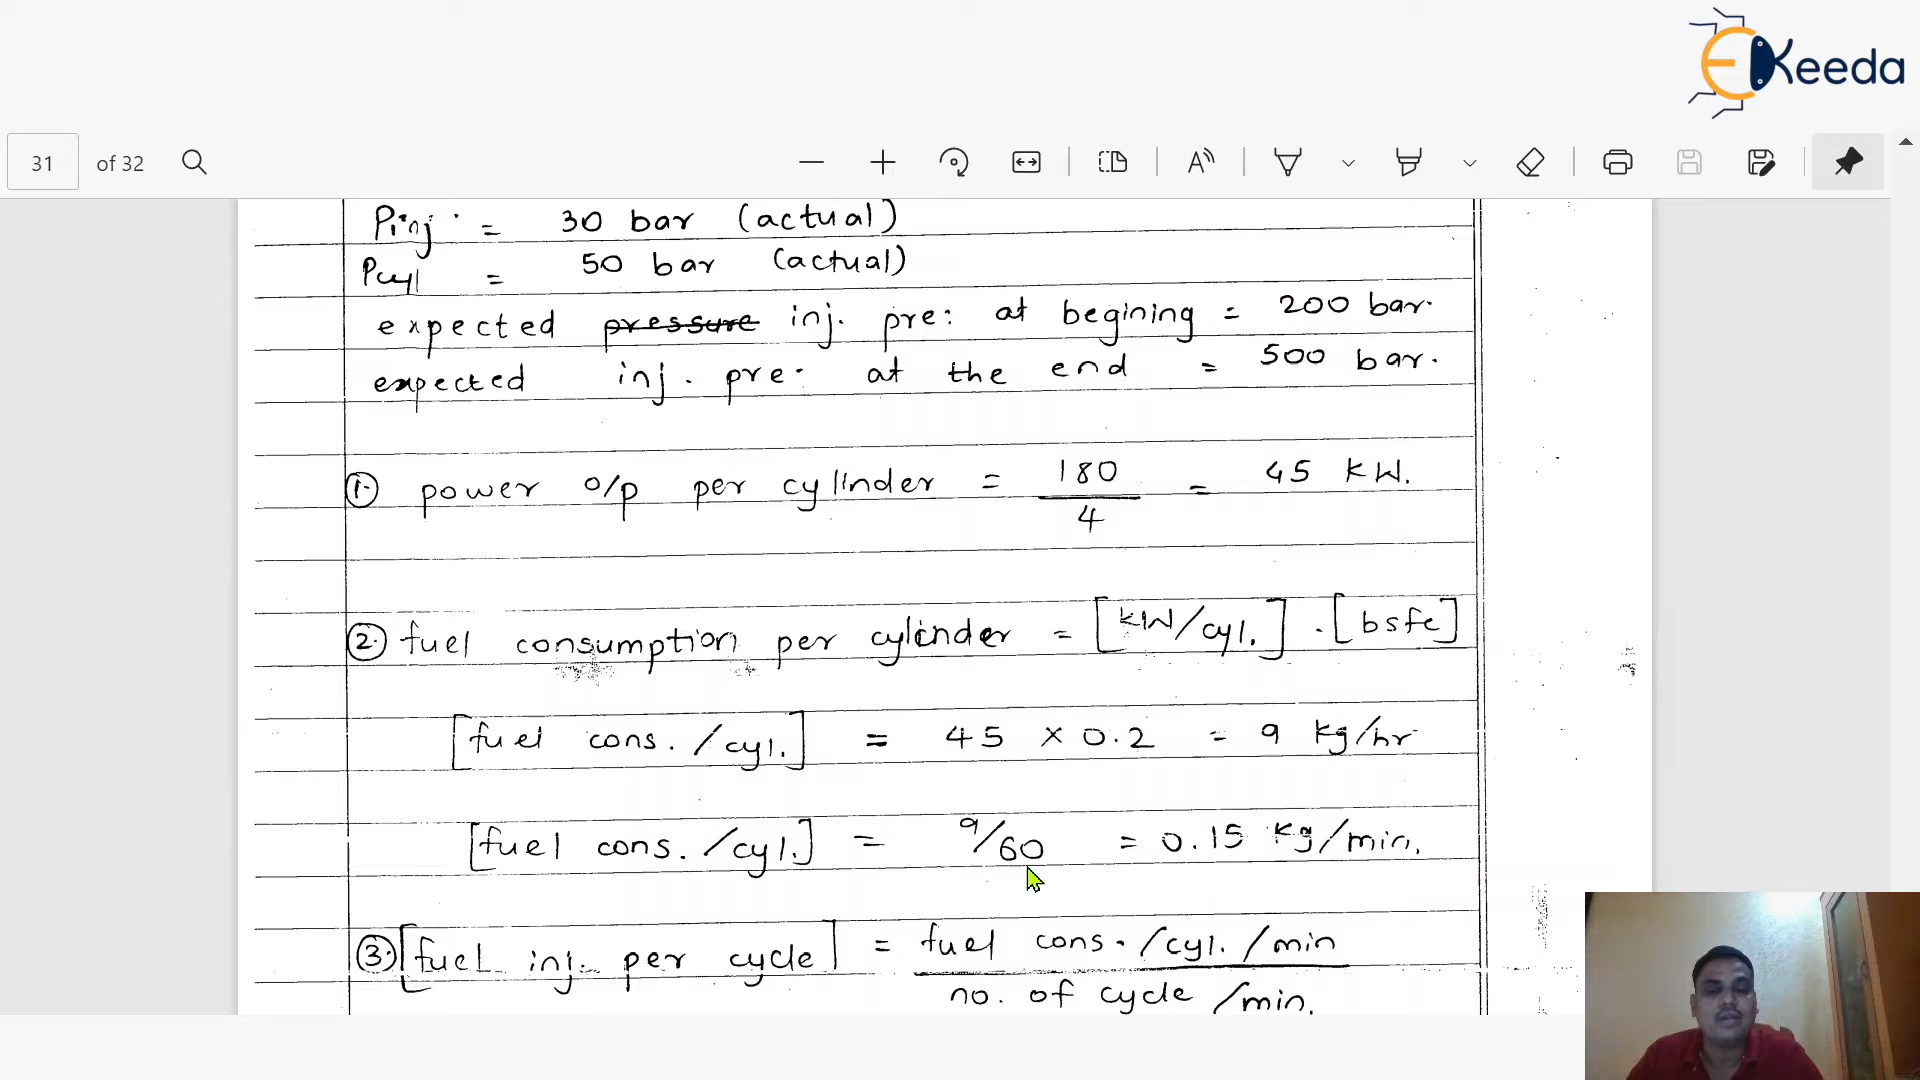 EKeeda
31 of 32
Pinj. = 30 bar (actual)
Pcyl = 50 bar (actual)
expected pressure inj. pre: at begining = 200 bar.
expected inj. pre. at the end = 500 bar.
① power o/p per cylinder = 180 / 4 = 45 KW.
② fuel consumption per cylinder = [kW/cyl.] . [bsfc]
[fuel cons. /cyl.] = 45 × 0.2 = 9 kg/hr
[fuel cons. /cyl.] = 9/60 = 0.15 kg/min.
③ [fuel inj. per cycle] = fuel cons. /cyl. /min
no. of cycle /min.